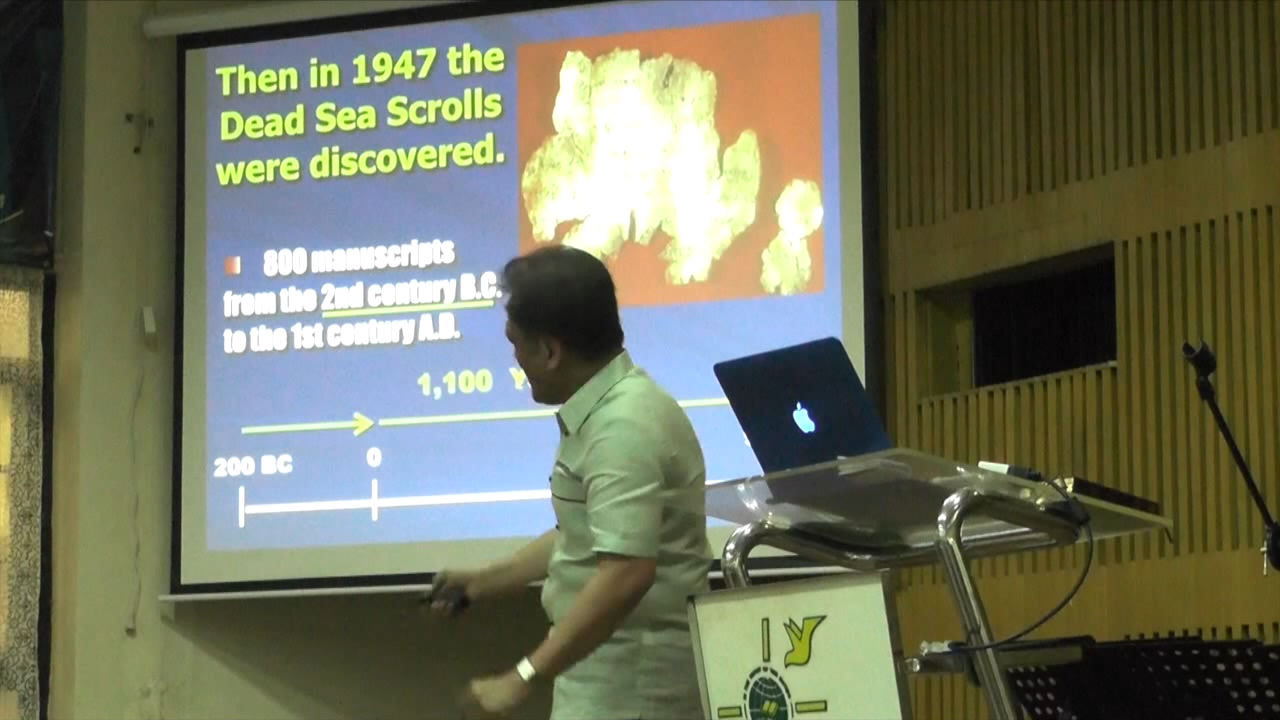 Then in 1947 the
Dead Sea Scrolls
were discovered.
800 manuscripts
from the 2nd century B.C.
to the 1st century A.D.
1,100
200 BC
0